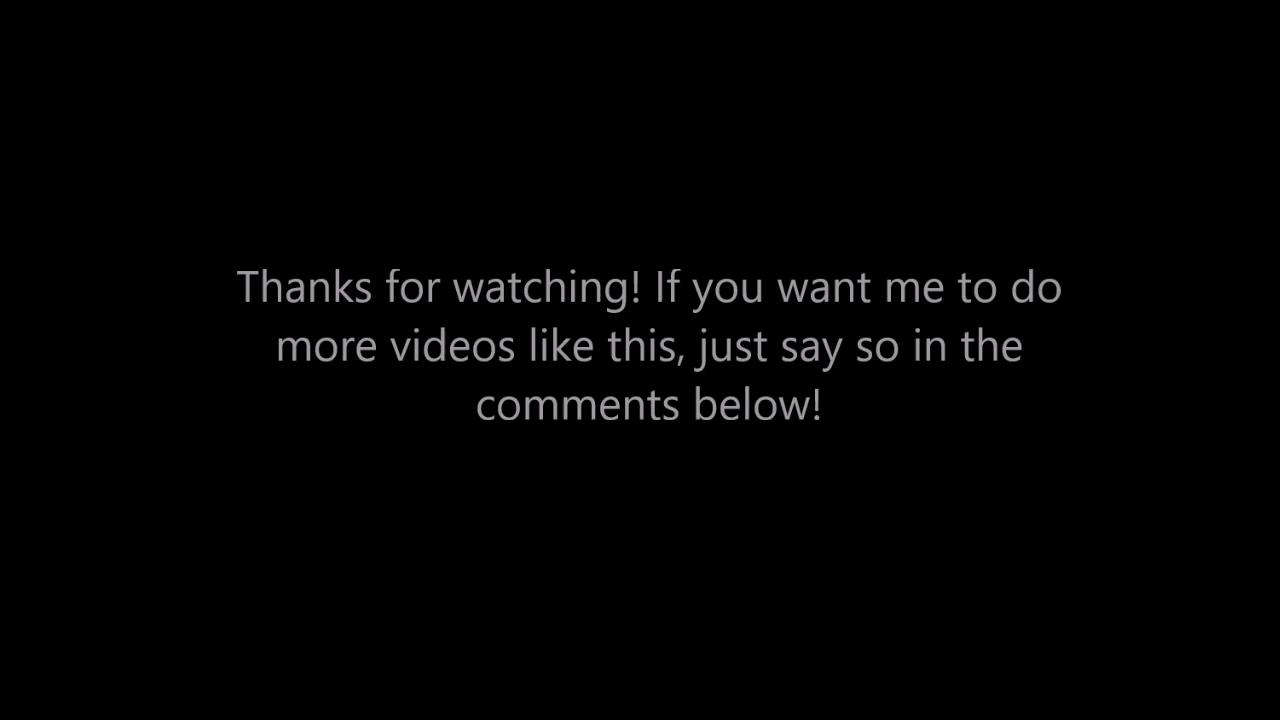 Thanks for watching! If you want me to do
more videos like this, just say so in the
comments below!